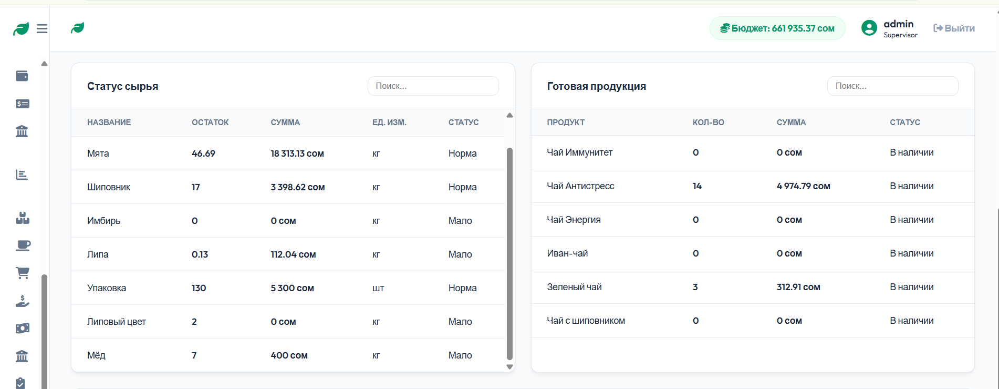 Бюджет: 661 935.37 сом
admin
Supervisor
Выйти
Статус сырья
Поиск...
НАЗВАНИЕ ОСТАТОК СУММА ЕД. ИЗМ. СТАТУС
Мята 46.69 18 313.13 сом кг Норма
Шиповник 17 3 398.62 сом кг Норма
Имбирь 0 0 сом кг Мало
Липа 0.13 112.04 сом кг Мало
Упаковка 130 5 300 сом шт Норма
Липовый цвет 2 0 сом кг Мало
Мёд 7 400 сом кг Мало
Готовая продукция
Поиск...
ПРОДУКТ КОЛ-ВО СУММА СТАТУС
Чай Иммунитет 0 0 сом В наличии
Чай Антистресс 14 4 974.79 сом В наличии
Чай Энергия 0 0 сом В наличии
Иван-чай 0 0 сом В наличии
Зеленый чай 3 312.91 сом В наличии
Чай с шиповником 0 0 сом В наличии